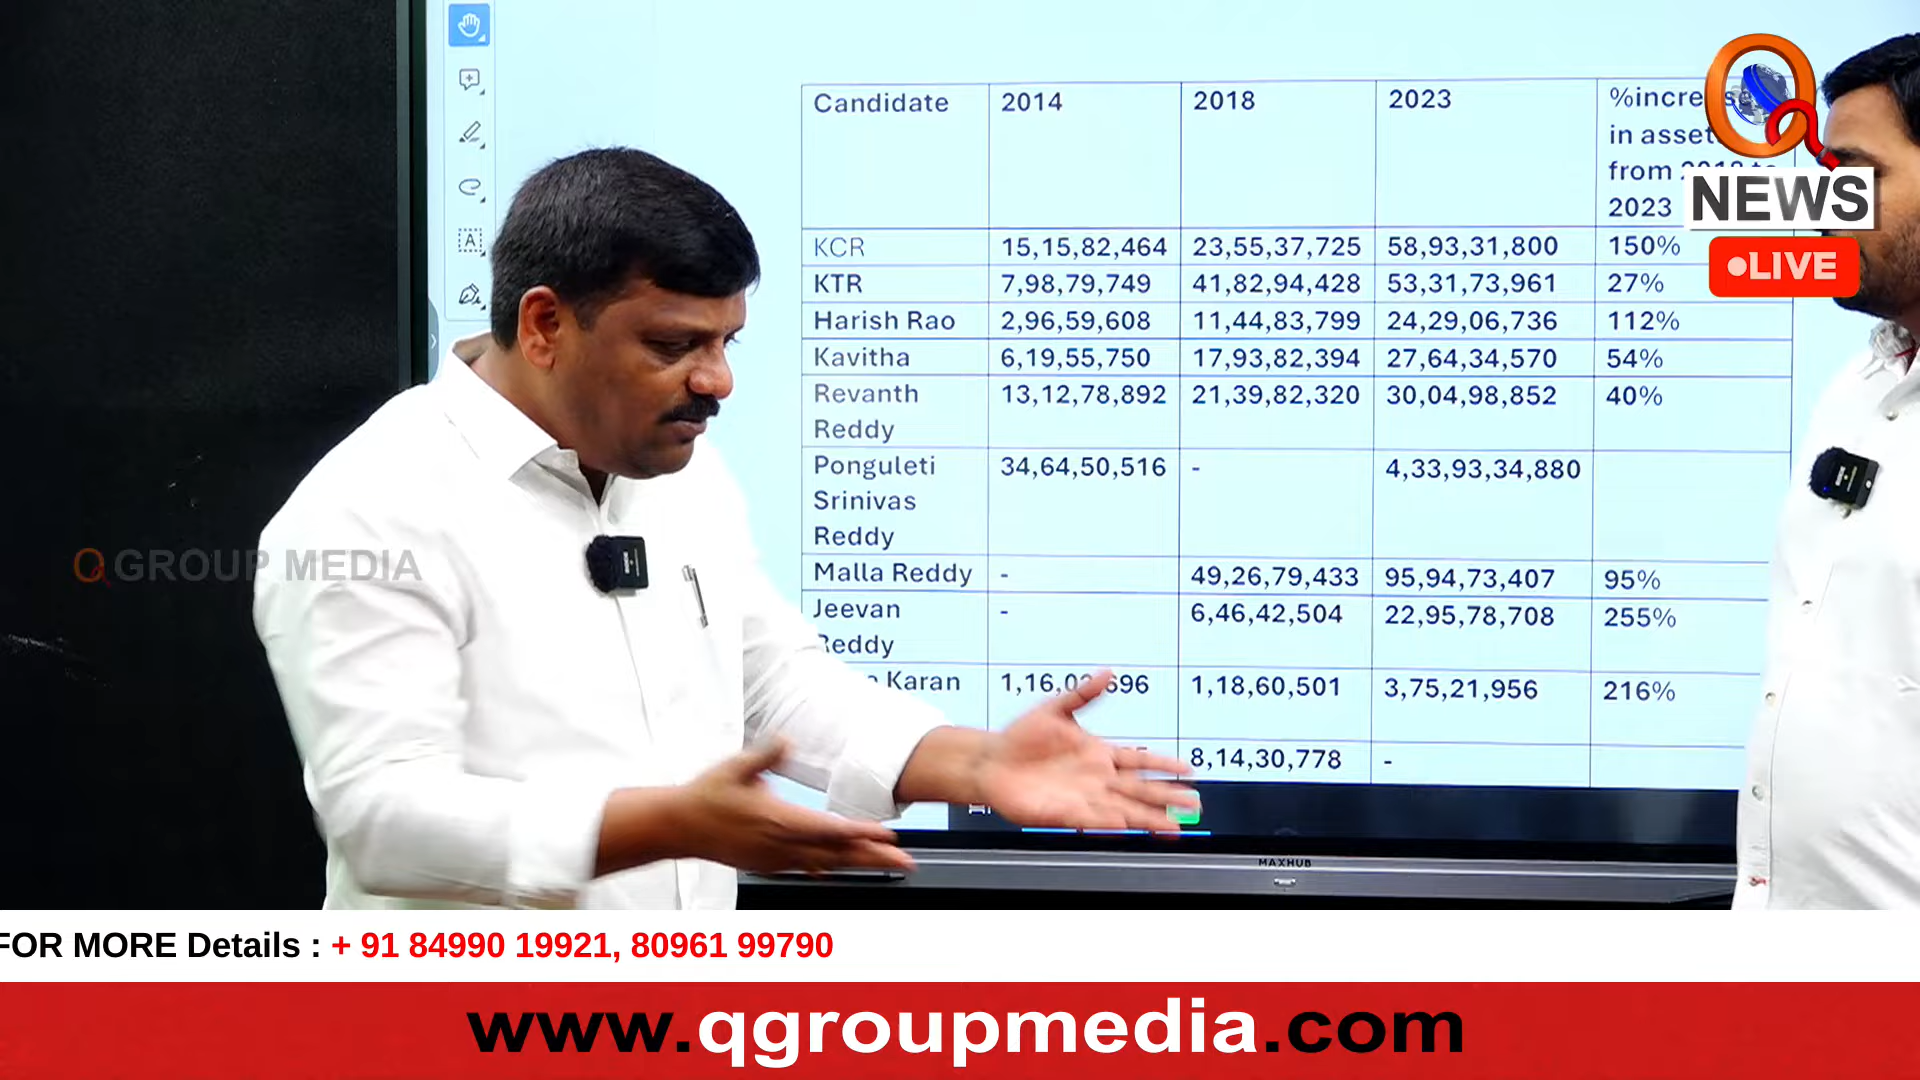 Candidate 2014 2018 2023 %incre
in asset
from
2023
KCR 15,15,82,464 23,55,37,725 58,93,31,800 150%
KTR 7,98,79,749 41,82,94,428 53,31,73,961 27%
Harish Rao 2,96,59,608 11,44,83,799 24,29,06,736 112%
Kavitha 6,19,55,750 17,93,82,394 27,64,34,570 54%
Revanth 13,12,78,892 21,39,82,320 30,04,98,852 40%
Reddy
Ponguleti 34,64,50,516 - 4,33,93,34,880
Srinivas
Reddy
Malla Reddy - 49,26,79,433 95,94,73,407 95%
Jeevan - 6,46,42,504 22,95,78,708 255%
Reddy
Karan 1,18,60,501 3,75,21,956 216%
8,14,30,778 -
MAXHUB
NEWS
LIVE
GROUP MEDIA
FOR MORE Details : + 91 84990 19921, 80961 99790
www.qgroupmedia.com